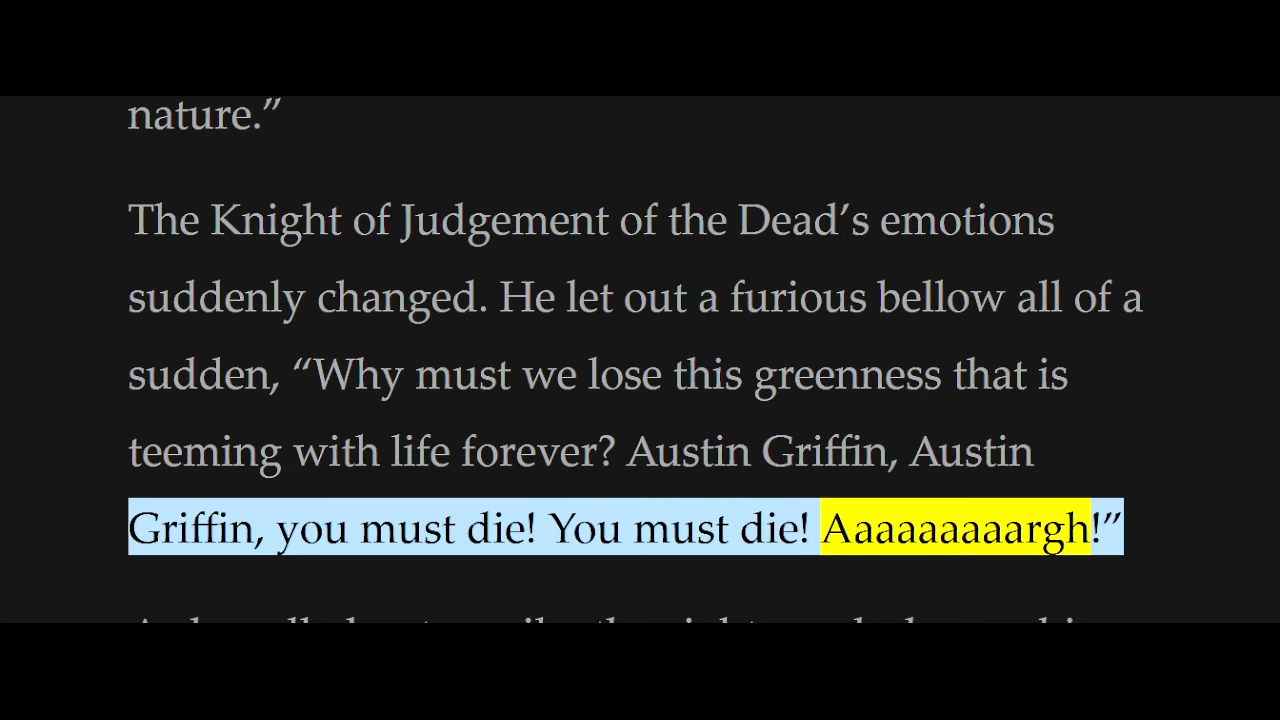 nature.”
The Knight of Judgement of the Dead’s emotions
suddenly changed. He let out a furious bellow all of a
sudden, “Why must we lose this greenness that is
teeming with life forever? Austin Griffin, Austin
Griffin, you must die! You must die! Aaaaaaaaargh!”